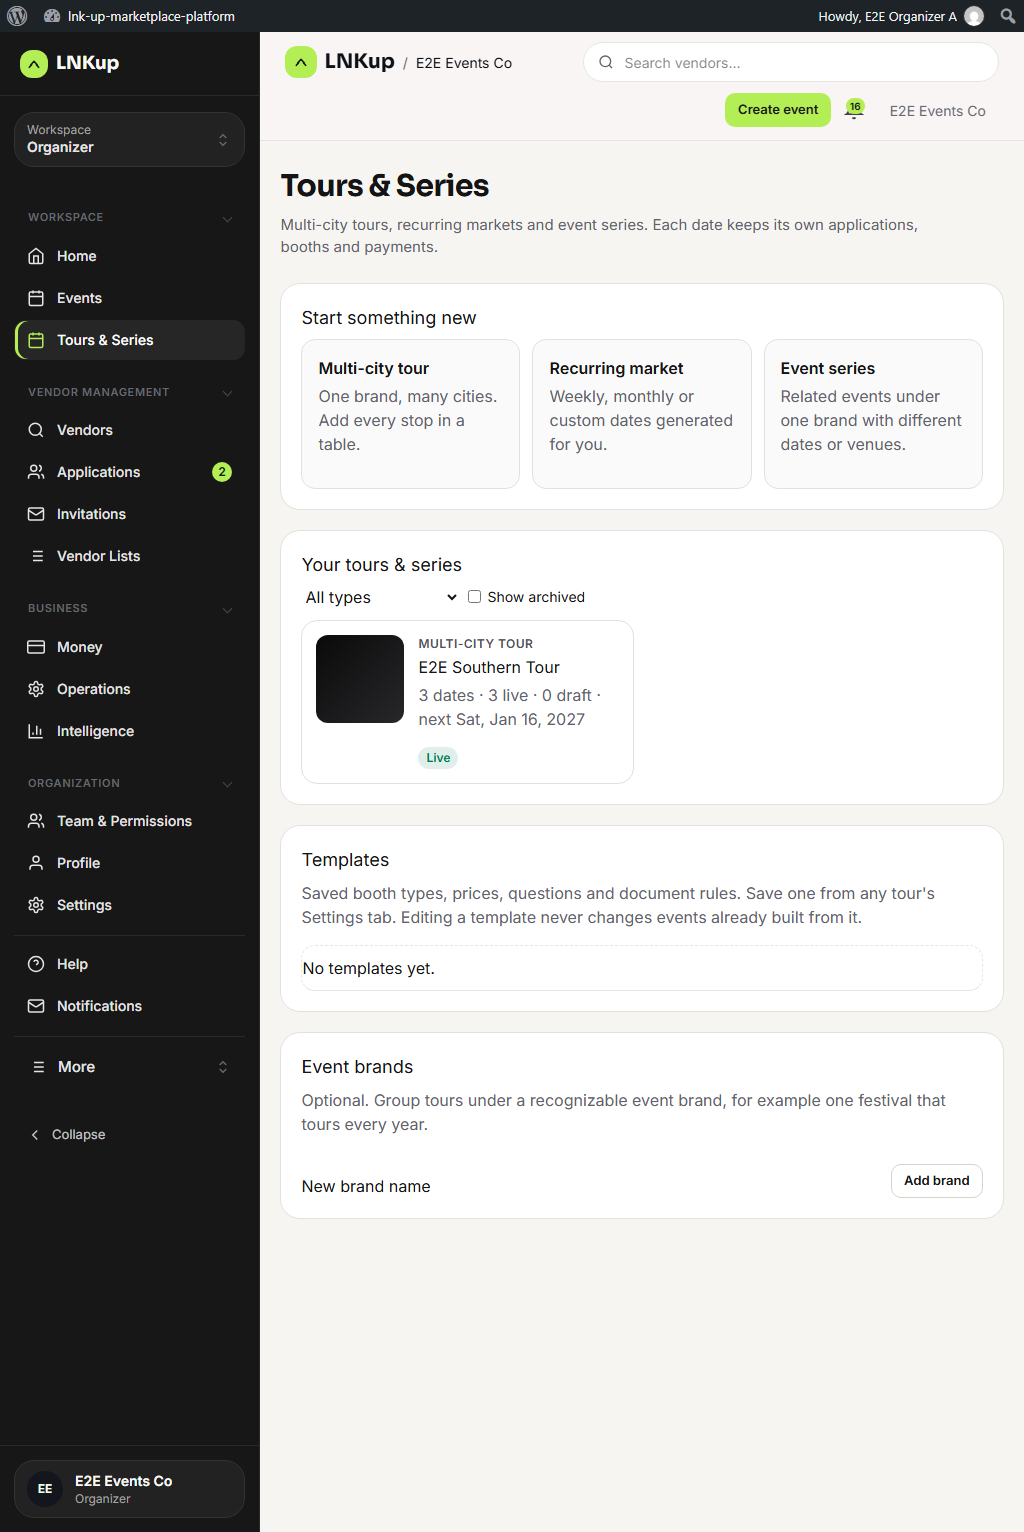 lnk-up-marketplace-platform
Howdy, E2E Organizer A
LNKup
Workspace
Organizer
WORKSPACE
Home
Events
Tours & Series
VENDOR MANAGEMENT
Vendors
Applications
2
Invitations
Vendor Lists
BUSINESS
Money
Operations
Intelligence
ORGANIZATION
Team & Permissions
Profile
Settings
Help
Notifications
More
Collapse
EE
E2E Events Co
Organizer
LNKup / E2E Events Co
Search vendors...
Create event
16
E2E Events Co
Tours & Series
Multi-city tours, recurring markets and event series. Each date keeps its own applications,
booths and payments.
Start something new
Multi-city tour
One brand, many cities.
Add every stop in a
table.
Recurring market
Weekly, monthly or
custom dates generated
for you.
Event series
Related events under
one brand with different
dates or venues.
Your tours & series
All types
Show archived
MULTI-CITY TOUR
E2E Southern Tour
3 dates · 3 live · 0 draft ·
next Sat, Jan 16, 2027
Live
Templates
Saved booth types, prices, questions and document rules. Save one from any tour's
Settings tab. Editing a template never changes events already built from it.
No templates yet.
Event brands
Optional. Group tours under a recognizable event brand, for example one festival that
tours every year.
New brand name
Add brand